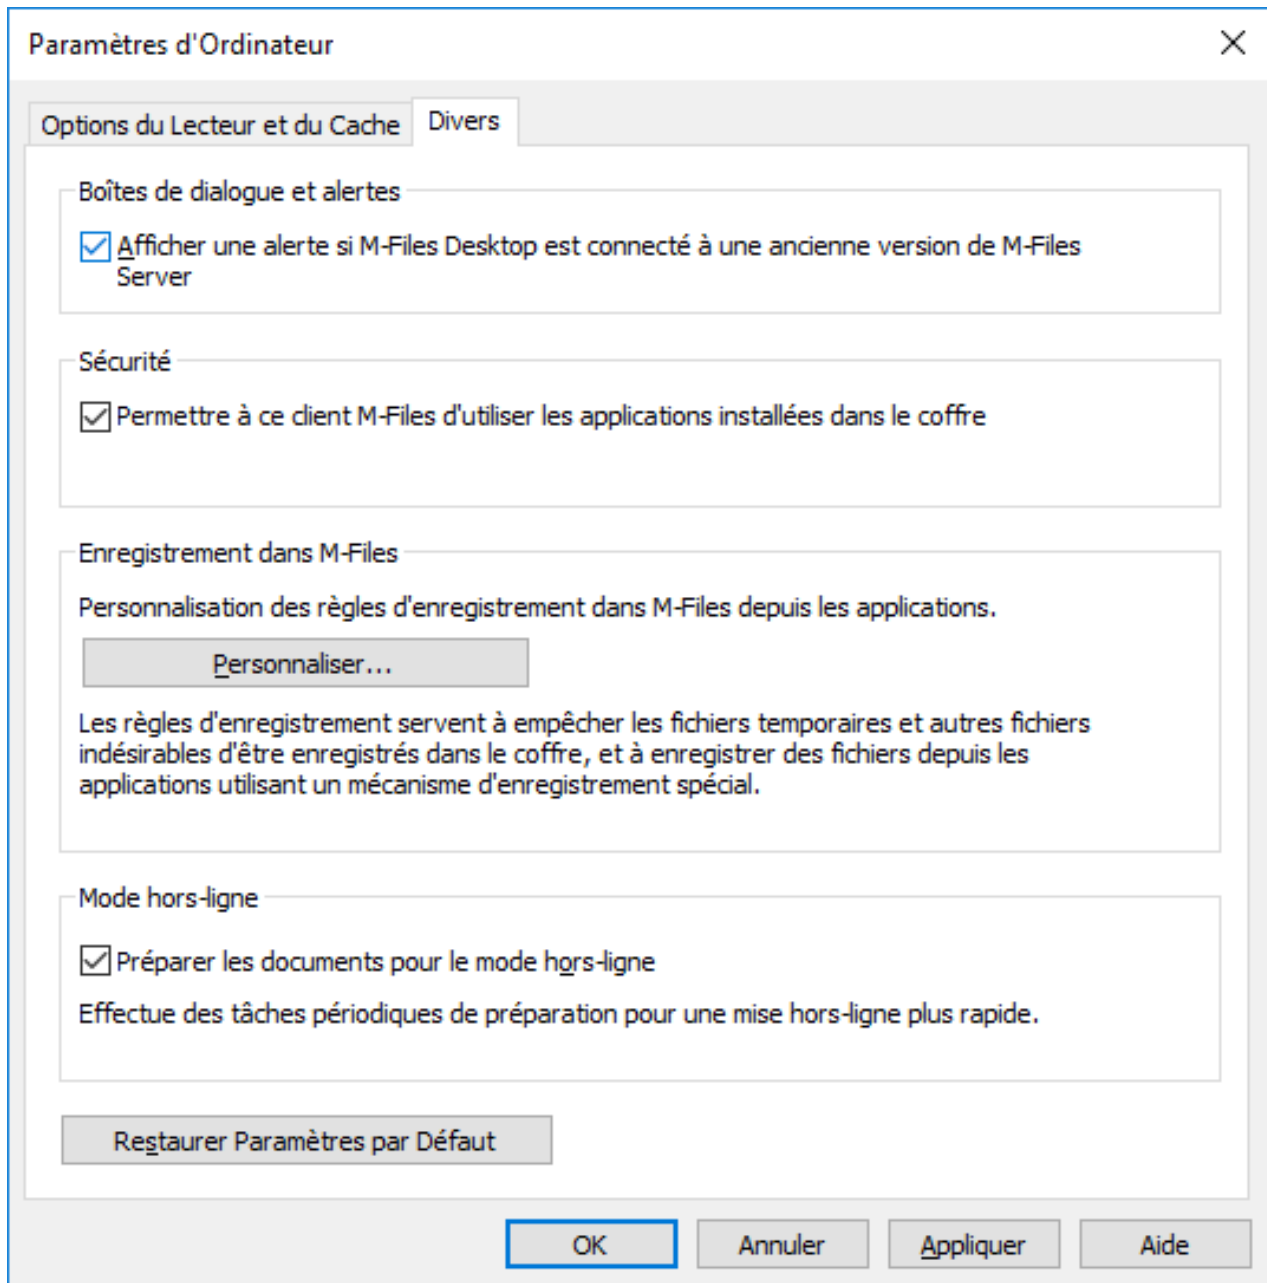 Paramètres d'Ordinateur
Options du Lecteur et du Cache
Divers
Boîtes de dialogue et alertes
Afficher une alerte si M-Files Desktop est connecté à une ancienne version de M-Files
Server
Sécurité
Permettre à ce client M-Files d'utiliser les applications installées dans le coffre
Enregistrement dans M-Files
Personnalisation des règles d'enregistrement dans M-Files depuis les applications.
Personnaliser...
Les règles d'enregistrement servent à empêcher les fichiers temporaires et autres fichiers
indésirables d'être enregistrés dans le coffre, et à enregistrer des fichiers depuis les
applications utilisant un mécanisme d'enregistrement spécial.
Mode hors-ligne
Préparer les documents pour le mode hors-ligne
Effectue des tâches périodiques de préparation pour une mise hors-ligne plus rapide.
Restaurer Paramètres par Défaut
OK
Annuler
Appliquer
Aide